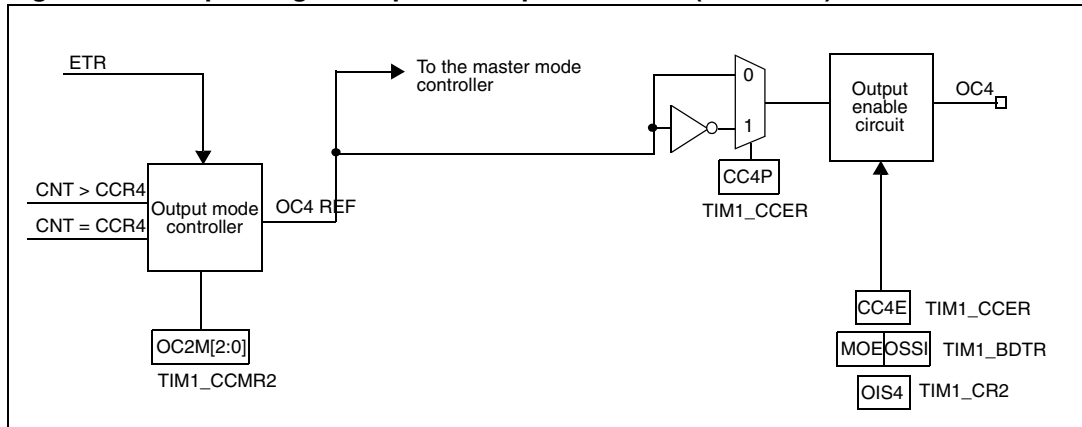 ETR
To the master mode
controller
0
1
Output
enable
circuit
OC4
CC4P
TIM1_CCER
CNT > CCR4
CNT = CCR4
Output mode
controller
OC4 REF
OC2M[2:0]
TIM1_CCMR2
CC4E TIM1_CCER
MOE OSSI TIM1_BDTR
OIS4 TIM1_CR2